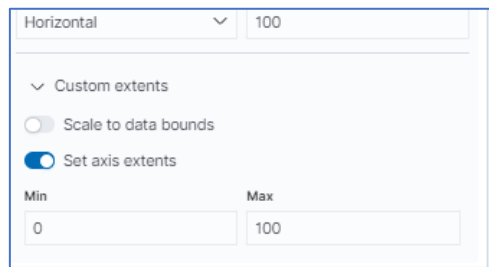 Horizontal 100
Custom extents
Scale to data bounds
Set axis extents
Min Max
0 100